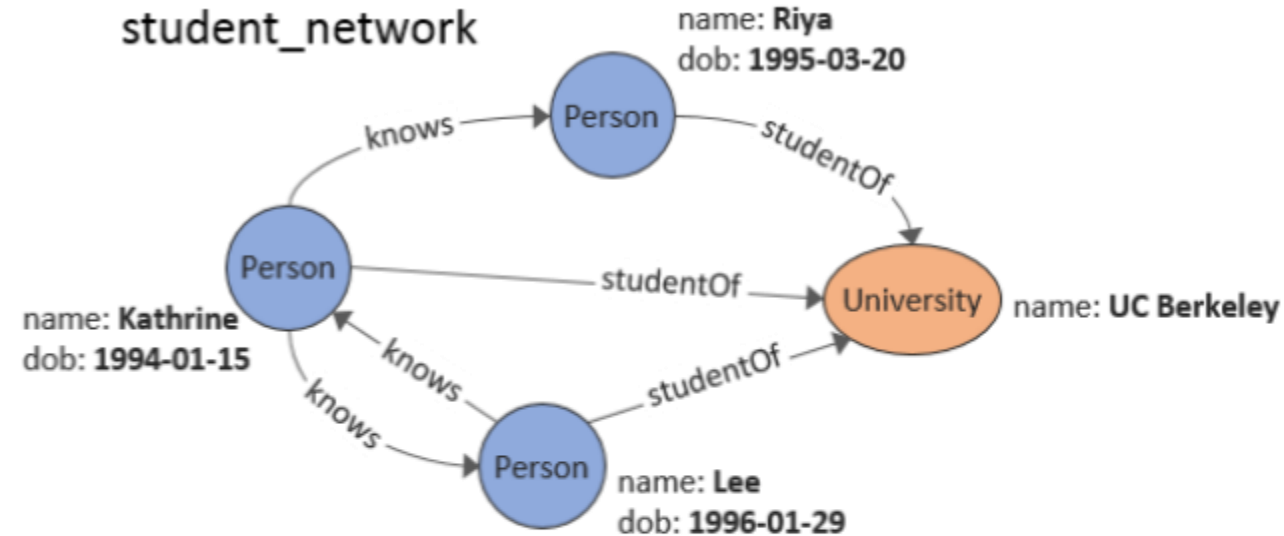 student_network
name: Riya
dob: 1995-03-20
Person
knows
studentOf
Person
studentOf
University
name: UC Berkeley
name: Kathrine
dob: 1994-01-15
knows
studentOf
knows
Person
name: Lee
dob: 1996-01-29